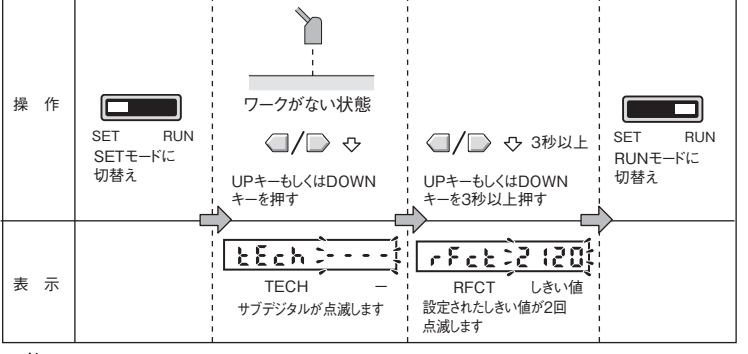 操 作
SET RUN
SETモードに
切替え
ワークがない状態
/
UPキーもしくはDOWN
キーを押す
/ 3秒以上
UPキーもしくはDOWN
キーを3秒以上押す
SET RUN
RUNモードに
切替え
表 示
tEch ----
TECH －
サブデジタルが点滅します
rFct 2120
RFCT しきい値
設定されたしきい値が2回
点滅します